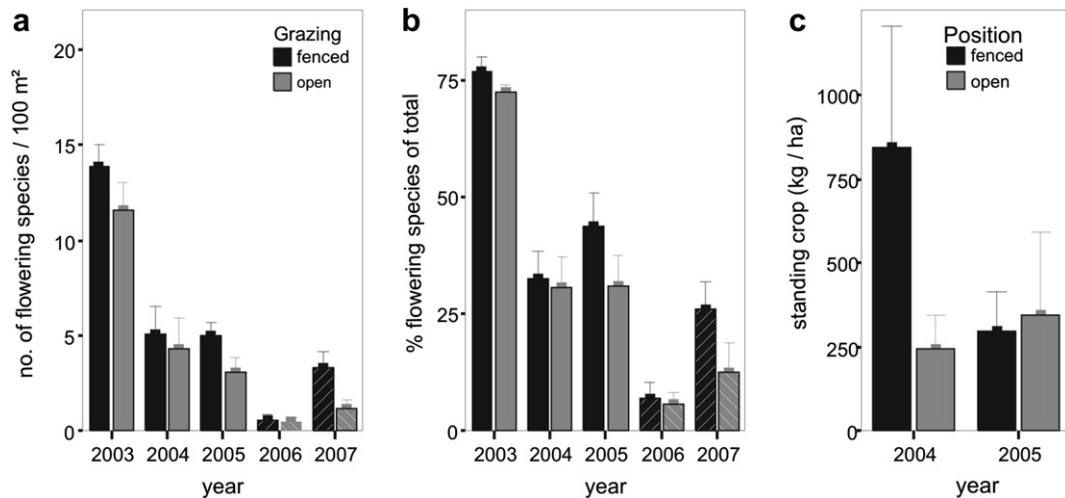 a
no. of flowering species / 100 m²
20
15
10
5
0
Grazing
fenced
open
2003 2004 2005 2006 2007
year
b
% flowering species of total
75
50
25
0
2003 2004 2005 2006 2007
year
c
standing crop (kg / ha)
1000
750
500
250
0
Position
fenced
open
2004 2005
year